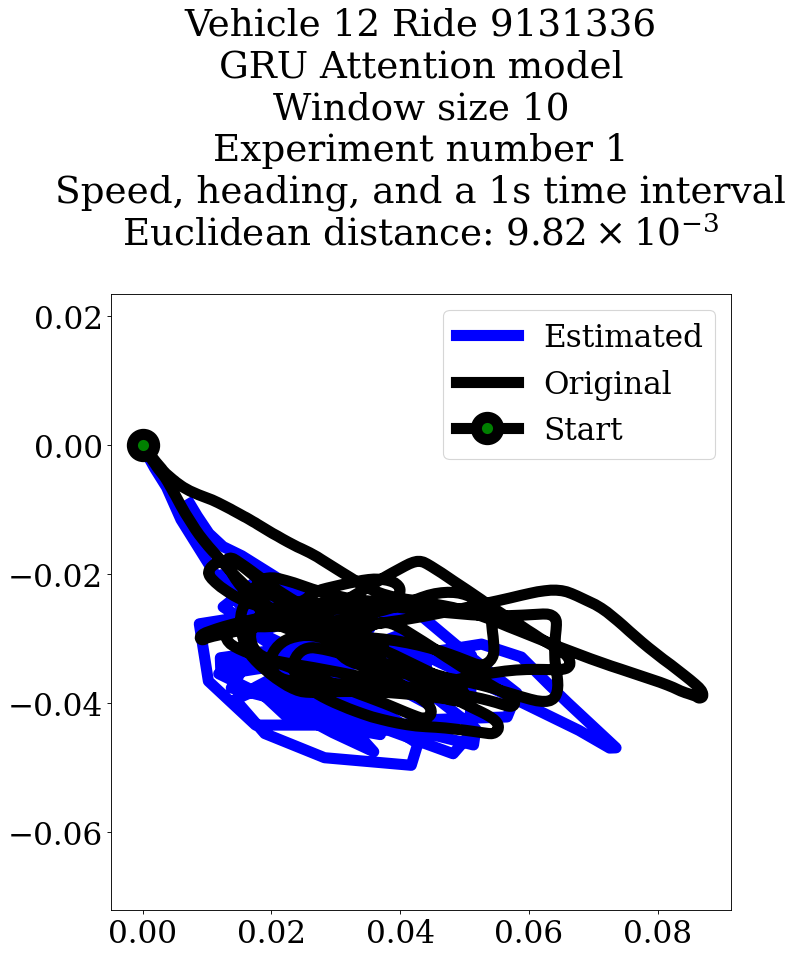 Vehicle 12 Ride 9131336
GRU Attention model
Window size 10
Experiment number 1
Speed, heading, and a 1s time interval
Euclidean distance: 9.82 × 10⁻³
Estimated
Original
Start
0.02
0.00
−0.02
−0.04
−0.06
0.00 0.02 0.04 0.06 0.08